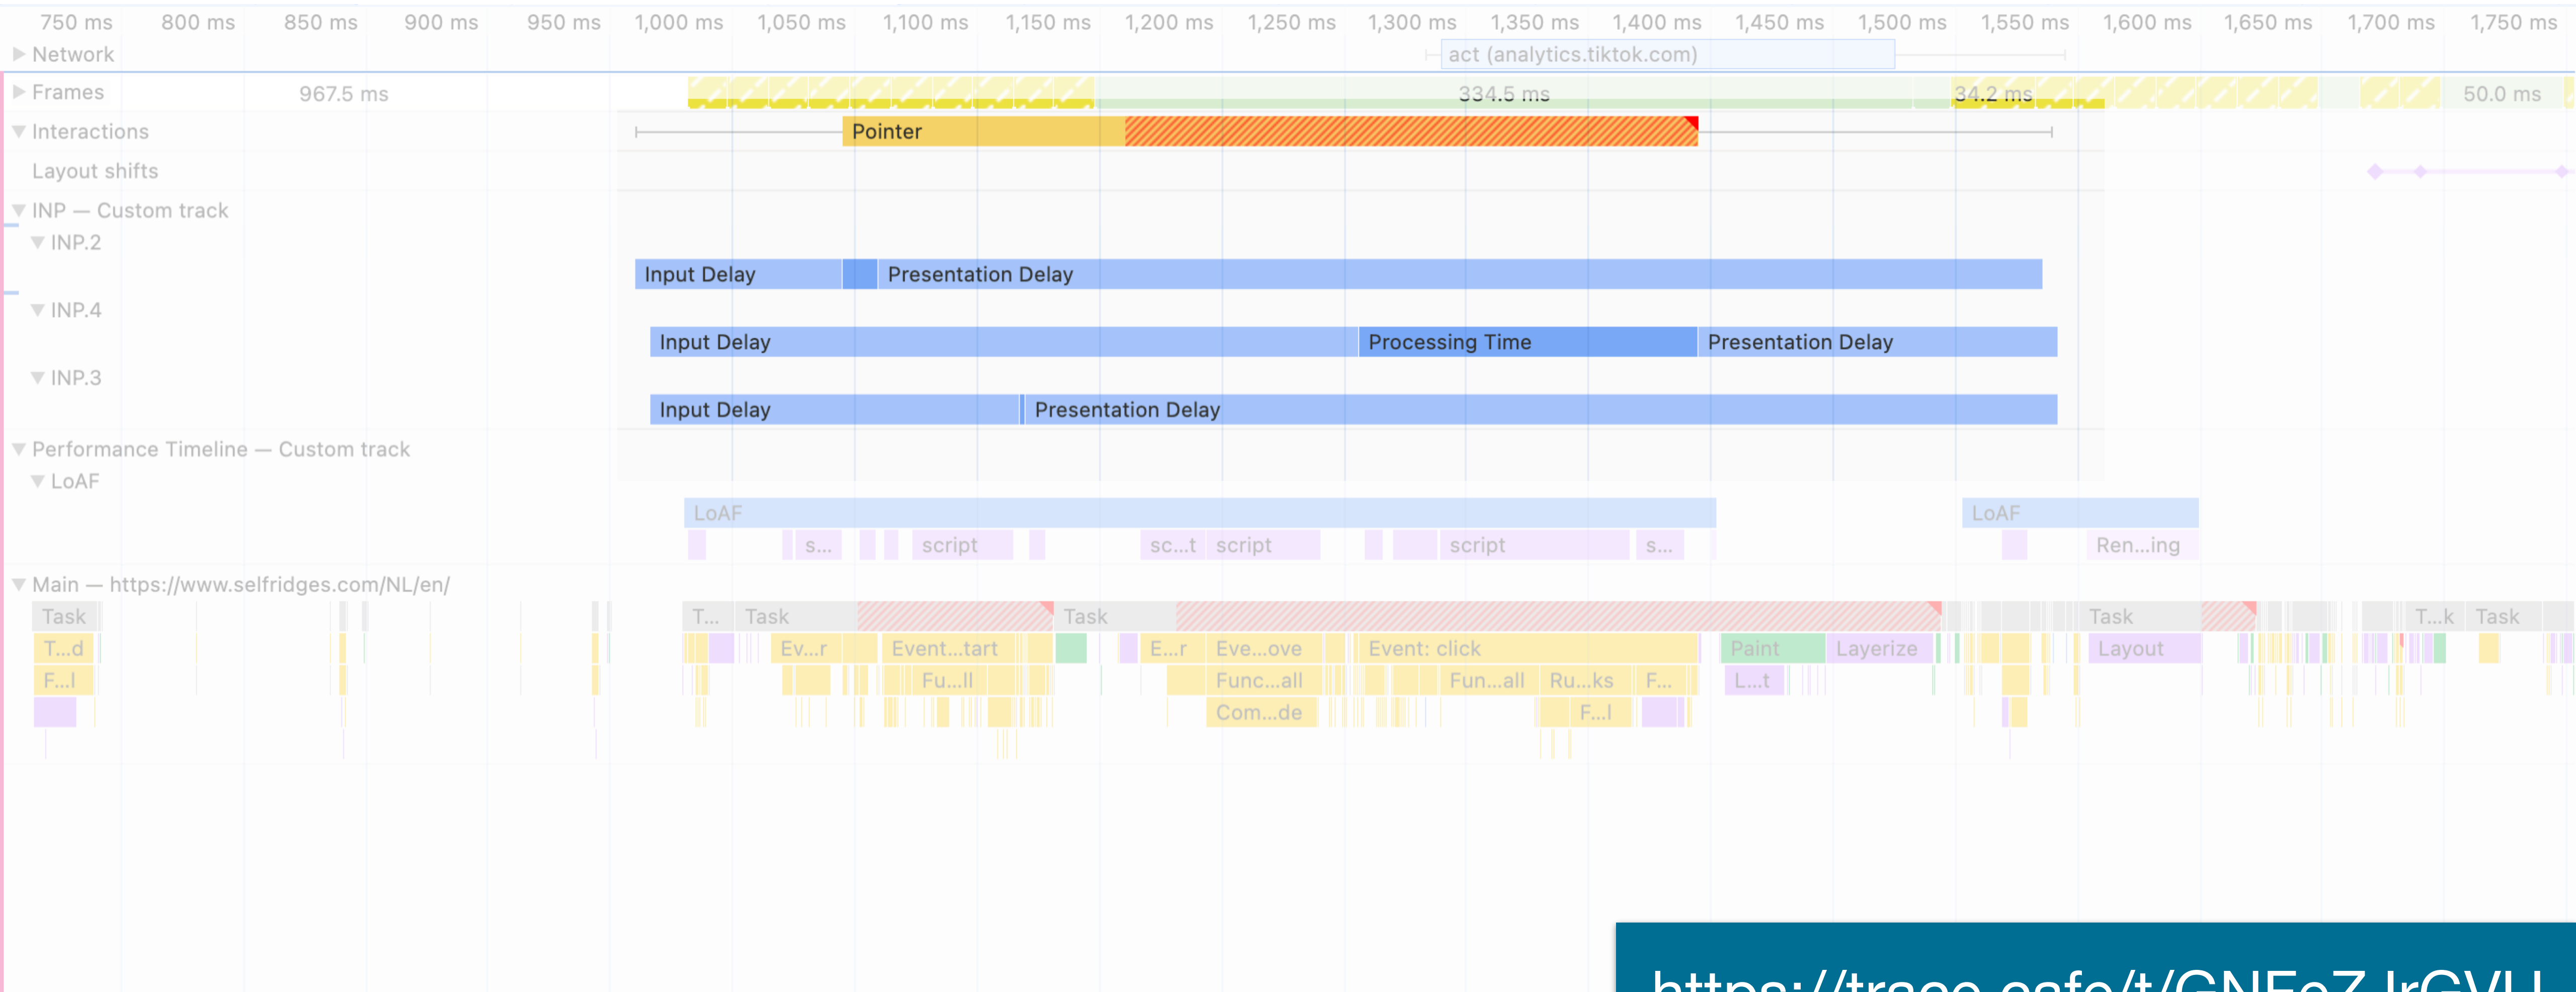 750 ms 800 ms 850 ms 900 ms 950 ms 1,000 ms 1,050 ms 1,100 ms 1,150 ms 1,200 ms 1,250 ms 1,300 ms 1,350 ms 1,400 ms 1,450 ms 1,500 ms 1,550 ms 1,600 ms 1,650 ms 1,700 ms 1,750 ms
Network act (analytics.tiktok.com)
Frames 967.5 ms 334.5 ms 34.2 ms 50.0 ms
Interactions Pointer
Layout shifts
INP — Custom track
INP.2
Input Delay Presentation Delay
INP.4
Input Delay Processing Time Presentation Delay
INP.3
Input Delay Presentation Delay
Performance Timeline — Custom track
LoAF
LoAF LoAF
s... script sc...t script script s... Ren...ing
Main — https://www.selfridges.com/NL/en/
Task T... Task Task Task T...k Task
T...d Ev...r Event...tart E...r Eve...ove Event: click Paint Layerize Layout
F...l Fu...ll Func...all Fun...all Ru...ks F... L...t
Com...de F...l